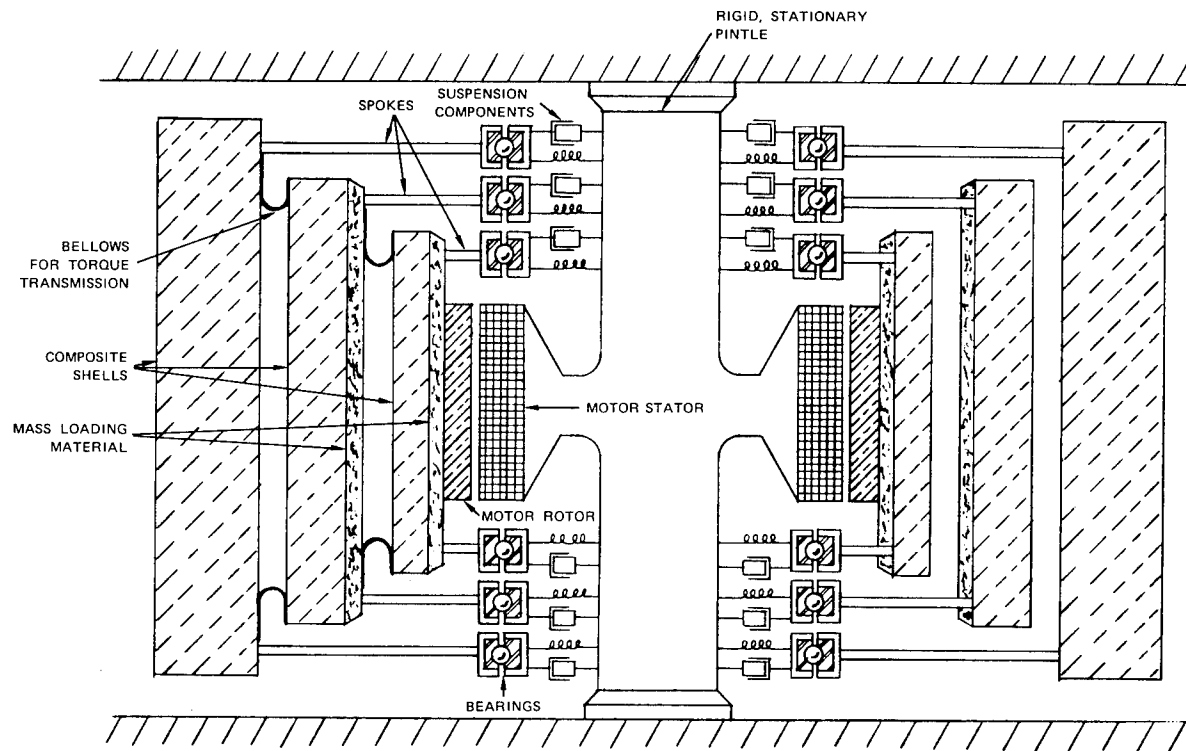 RIGID, STATIONARY
PINTLE
SUSPENSION
COMPONENTS
SPOKES
BELLOWS
FOR TORQUE
TRANSMISSION
COMPOSITE
SHELLS
MOTOR STATOR
MASS LOADING
MATERIAL
MOTOR ROTOR
BEARINGS